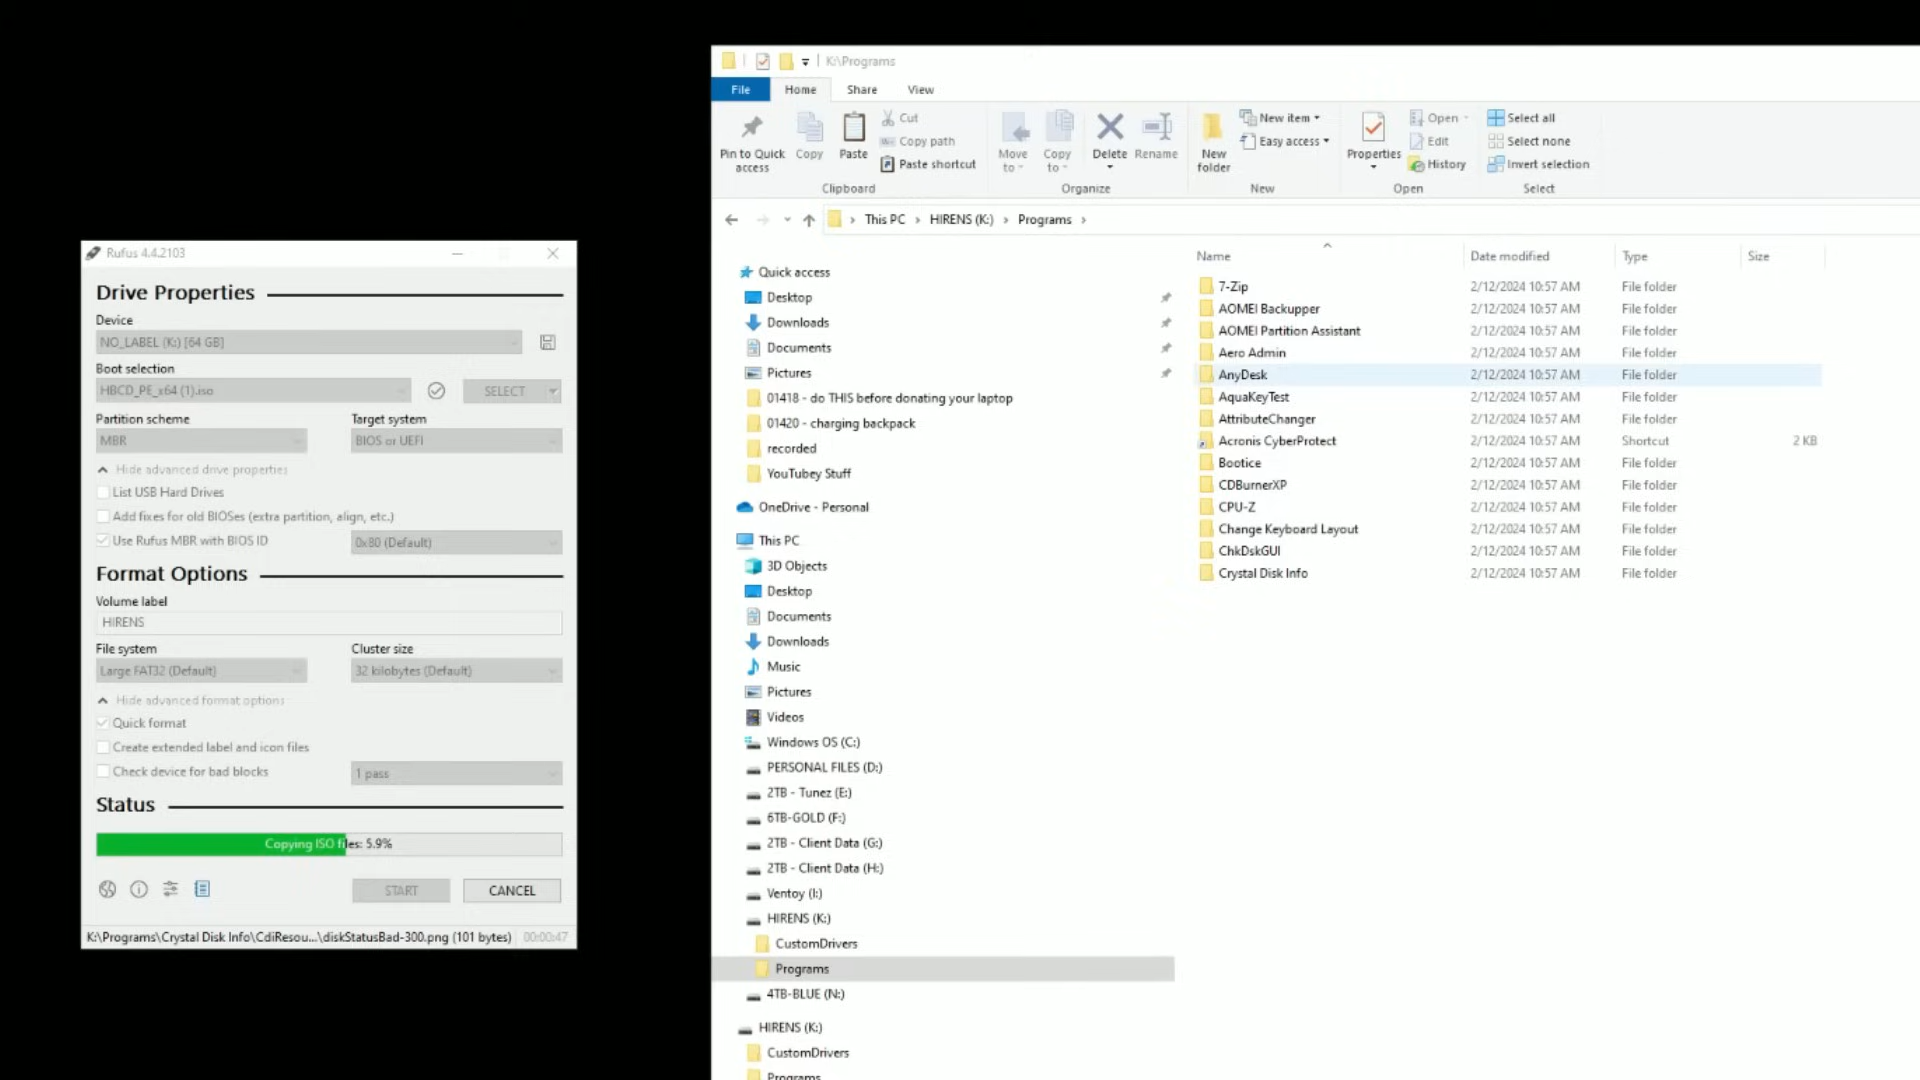 Rufus 4.4.2103
Drive Properties
Device
NO_LABEL (K:) [64 GB]
Boot selection
HBCD_PE_x64 (1).iso
SELECT
Partition scheme
Target system
MBR
BIOS or UEFI
Hide advanced drive properties
List USB Hard Drives
Add fixes for old BIOSes (extra partition, align, etc.)
Use Rufus MBR with BIOS ID
0x80 (Default)
Format Options
Volume label
HIRENS
File system
Cluster size
Large FAT32 (Default)
32 kilobytes (Default)
Hide advanced format options
Quick format
Create extended label and icon files
Check device for bad blocks
1 pass
Status
Copying ISO files: 5.9%
START
CANCEL
K:\Programs\Crystal Disk Info\CdiResou...\diskStatusBad-300.png (101 bytes)
00:00:47
K:\Programs
File
Home
Share
View
Pin to Quick access
Copy
Paste
Cut
Copy path
Paste shortcut
Clipboard
Move to
Copy to
Delete
Rename
Organize
New folder
New item
Easy access
New
Properties
Open
Edit
History
Open
Select all
Select none
Invert selection
Select
This PC > HIRENS (K:) > Programs >
Quick access
Desktop
Downloads
Documents
Pictures
01418 - do THIS before donating your laptop
01420 - charging backpack
recorded
YouTubey Stuff
OneDrive - Personal
This PC
3D Objects
Desktop
Documents
Downloads
Music
Pictures
Videos
Windows OS (C:)
PERSONAL FILES (D:)
2TB - Tunez (E:)
6TB-GOLD (F:)
2TB - Client Data (G:)
2TB - Client Data (H:)
Ventoy (I:)
HIRENS (K:)
CustomDrivers
Programs
4TB-BLUE (N:)
HIRENS (K:)
CustomDrivers
Programs
Name Date modified Type Size
7-Zip 2/12/2024 10:57 AM File folder
AOMEI Backupper 2/12/2024 10:57 AM File folder
AOMEI Partition Assistant 2/12/2024 10:57 AM File folder
Aero Admin 2/12/2024 10:57 AM File folder
AnyDesk 2/12/2024 10:57 AM File folder
AquaKeyTest 2/12/2024 10:57 AM File folder
AttributeChanger 2/12/2024 10:57 AM File folder
Acronis CyberProtect 2/12/2024 10:57 AM Shortcut 2 KB
Bootice 2/12/2024 10:57 AM File folder
CDBurnerXP 2/12/2024 10:57 AM File folder
CPU-Z 2/12/2024 10:57 AM File folder
Change Keyboard Layout 2/12/2024 10:57 AM File folder
ChkDskGUI 2/12/2024 10:57 AM File folder
Crystal Disk Info 2/12/2024 10:57 AM File folder